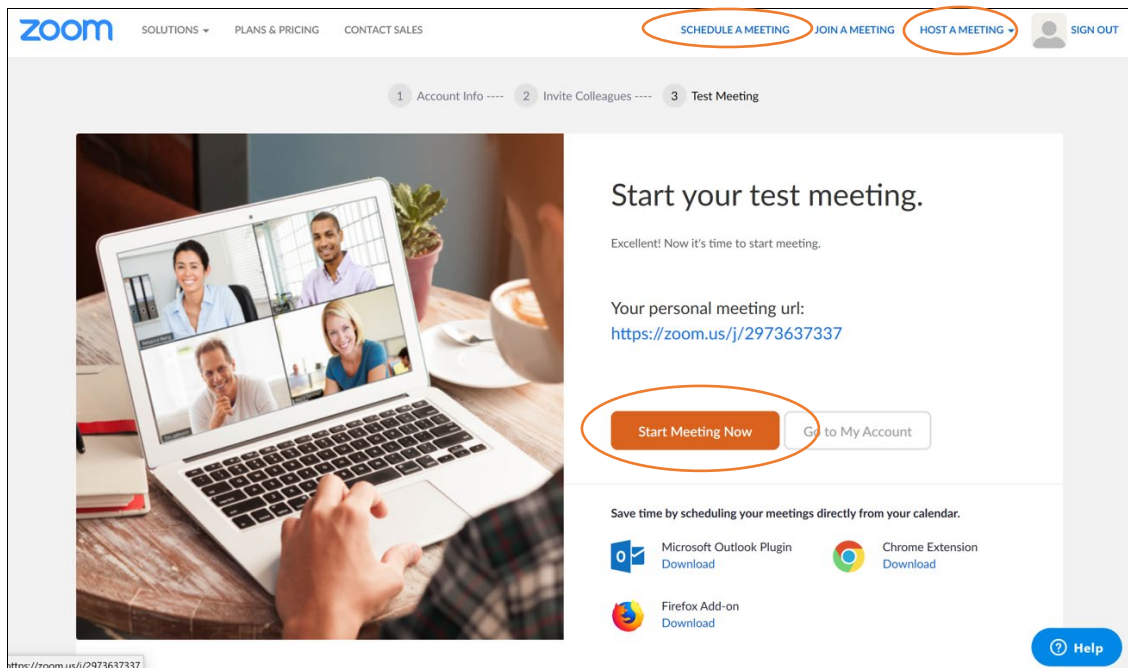 zoom
SOLUTIONS
PLANS & PRICING
CONTACT SALES
SCHEDULE A MEETING
JOIN A MEETING
HOST A MEETING
SIGN OUT
1 Account Info ---- 2 Invite Colleagues ---- 3 Test Meeting
Start your test meeting.
Excellent! Now it's time to start meeting.
Your personal meeting url:
https://zoom.us/j/2973637337
Start Meeting Now
Go to My Account
Save time by scheduling your meetings directly from your calendar.
Microsoft Outlook Plugin
Download
Chrome Extension
Download
Firefox Add-on
Download
Help
https://zoom.us/j/2973637337